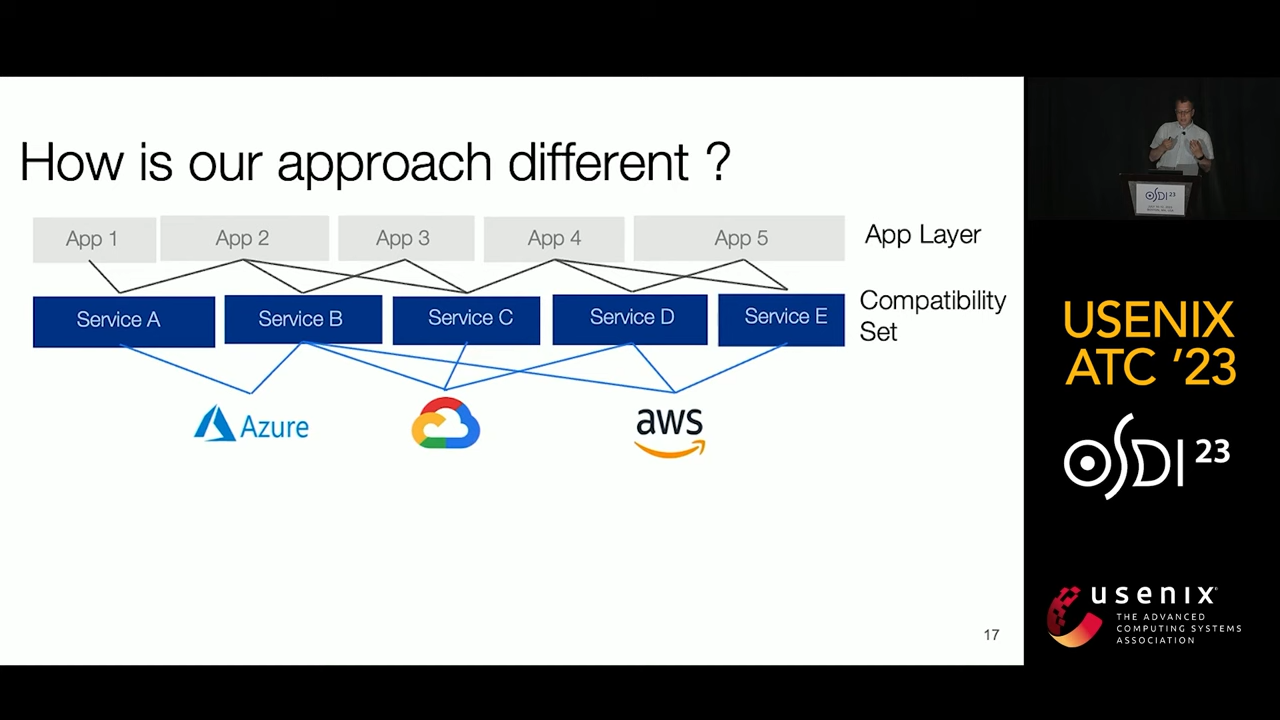 How is our approach different ?
App 1
App 2
App 3
App 4
App 5
App Layer
Service A
Service B
Service C
Service D
Service E
Compatibility
Set
Azure
aws
17
OSDI 23
USENIX
ATC ’23
OSDI 23
usenix
THE ADVANCED
COMPUTING SYSTEMS
ASSOCIATION